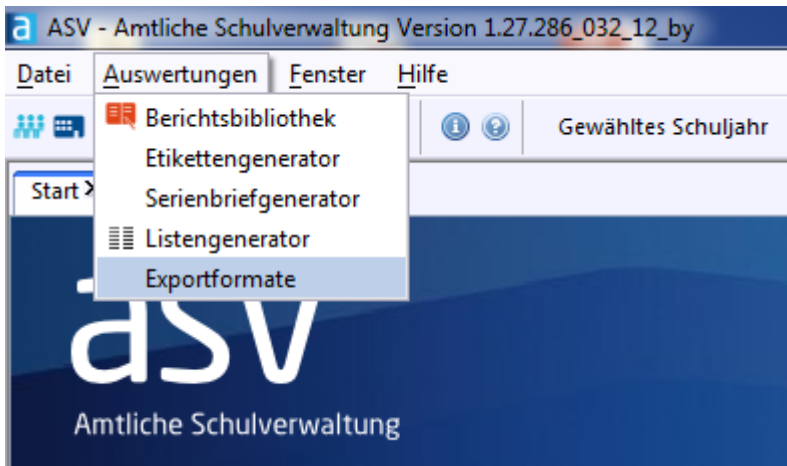 ASV - Amtliche Schulverwaltung Version 1.27.286_032_12_by
Datei Auswertungen Fenster Hilfe
Berichtsbibliothek
Gewähltes Schuljahr
Etikettengenerator
Start
Serienbriefgenerator
Listengenerator
Exportformate
asv
Amtliche Schulverwaltung